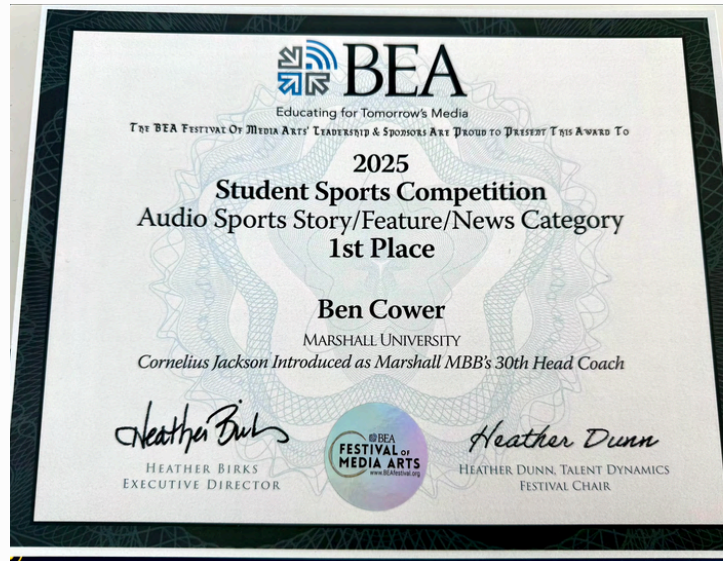 BEA
Educating for Tomorrow's Media
The BEA Festival Of Media Arts' Leadership & Sponsors Are Proud to Present This Award To
2025
Student Sports Competition
Audio Sports Story/Feature/News Category
1st Place
Ben Cower
Marshall University
Cornelius Jackson Introduced as Marshall MBB's 30th Head Coach
Heather Birks
Heather Dunn
Heather Birks
Executive Director
BEA
FESTIVAL OF
MEDIA ARTS
www.BEAfestival.org
Heather Dunn, Talent Dynamics
Festival Chair